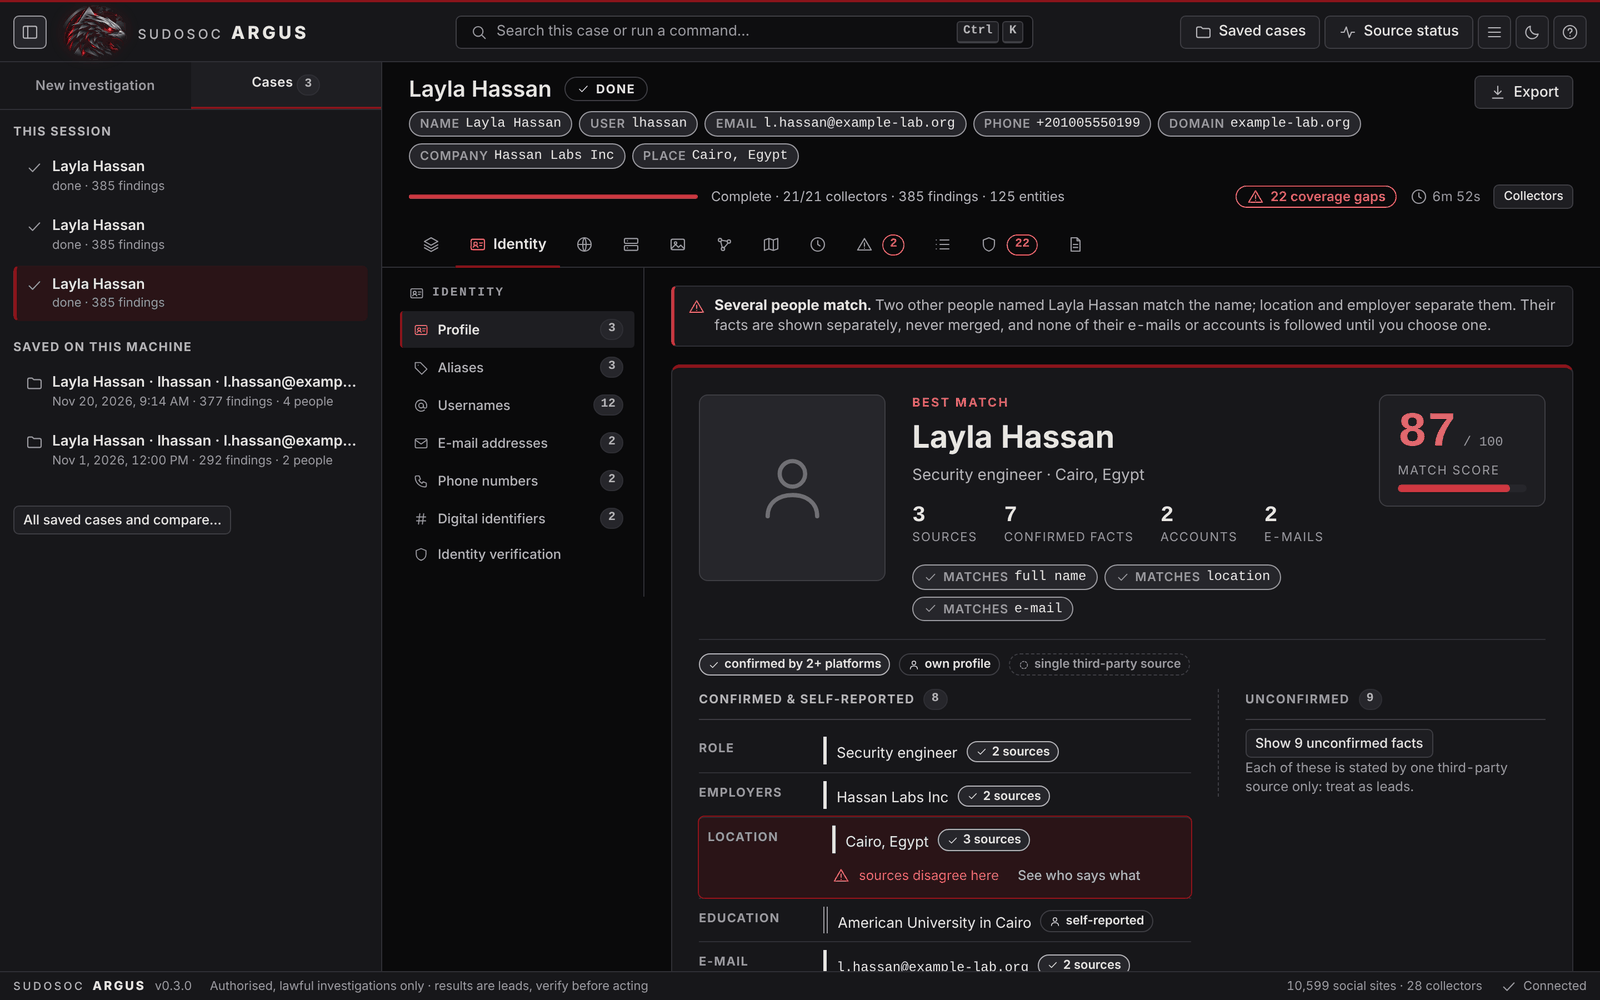 SUDOSOC ARGUS
Search this case or run a command...
Ctrl K
Saved cases
Source status
New investigation
Cases 3
THIS SESSION
Layla Hassan
done · 385 findings
Layla Hassan
done · 385 findings
Layla Hassan
done · 385 findings
SAVED ON THIS MACHINE
Layla Hassan · lhassan · l.hassan@examp...
Nov 20, 2026, 9:14 AM · 377 findings · 4 people
Layla Hassan · lhassan · l.hassan@examp...
Nov 1, 2026, 12:00 PM · 292 findings · 2 people
All saved cases and compare...
Layla Hassan DONE
Export
NAME Layla Hassan USER lhassan EMAIL l.hassan@example-lab.org PHONE +201005550199 DOMAIN example-lab.org
COMPANY Hassan Labs Inc PLACE Cairo, Egypt
Complete · 21/21 collectors · 385 findings · 125 entities
22 coverage gaps 6m 52s Collectors
Identity 2 22
IDENTITY
Profile 3
Aliases 3
Usernames 12
E-mail addresses 2
Phone numbers 2
Digital identifiers 2
Identity verification
Several people match. Two other people named Layla Hassan match the name; location and employer separate them. Their
facts are shown separately, never merged, and none of their e-mails or accounts is followed until you choose one.
BEST MATCH
Layla Hassan
Security engineer · Cairo, Egypt
3 SOURCES
7 CONFIRMED FACTS
2 ACCOUNTS
2 E-MAILS
MATCHES full name MATCHES location
MATCHES e-mail
87 / 100
MATCH SCORE
confirmed by 2+ platforms own profile single third-party source
CONFIRMED & SELF-REPORTED 8
ROLE Security engineer 2 sources
EMPLOYERS Hassan Labs Inc 2 sources
LOCATION Cairo, Egypt 3 sources
sources disagree here See who says what
EDUCATION American University in Cairo self-reported
E-MAIL l.hassan@example-lab.org 2 sources
UNCONFIRMED 9
Show 9 unconfirmed facts
Each of these is stated by one third-party
source only: treat as leads.
SUDOSOC ARGUS v0.3.0 Authorised, lawful investigations only · results are leads, verify before acting
10,599 social sites · 28 collectors Connected